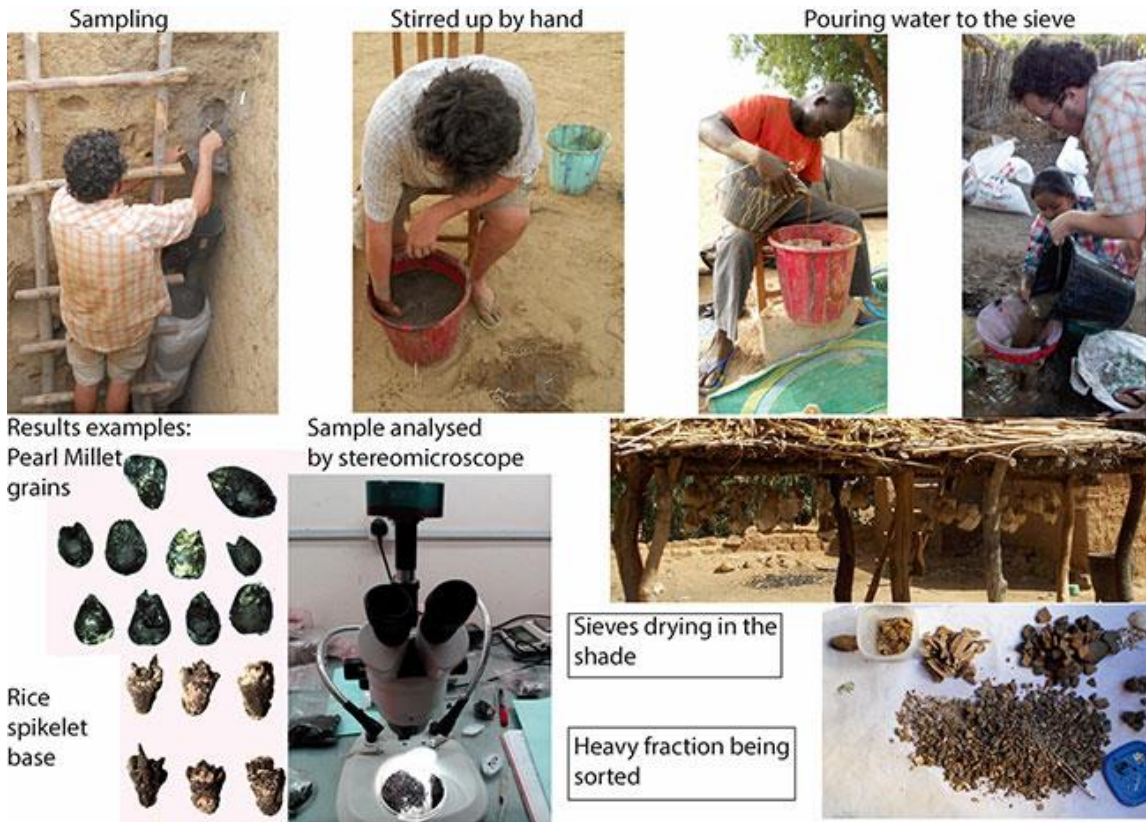 Sampling
Stirred up by hand
Pouring water to the sieve
Results examples:
Pearl Millet
grains
Sample analysed
by stereomicroscope
Rice
spikelet
base
Sieves drying in the
shade
Heavy fraction being
sorted